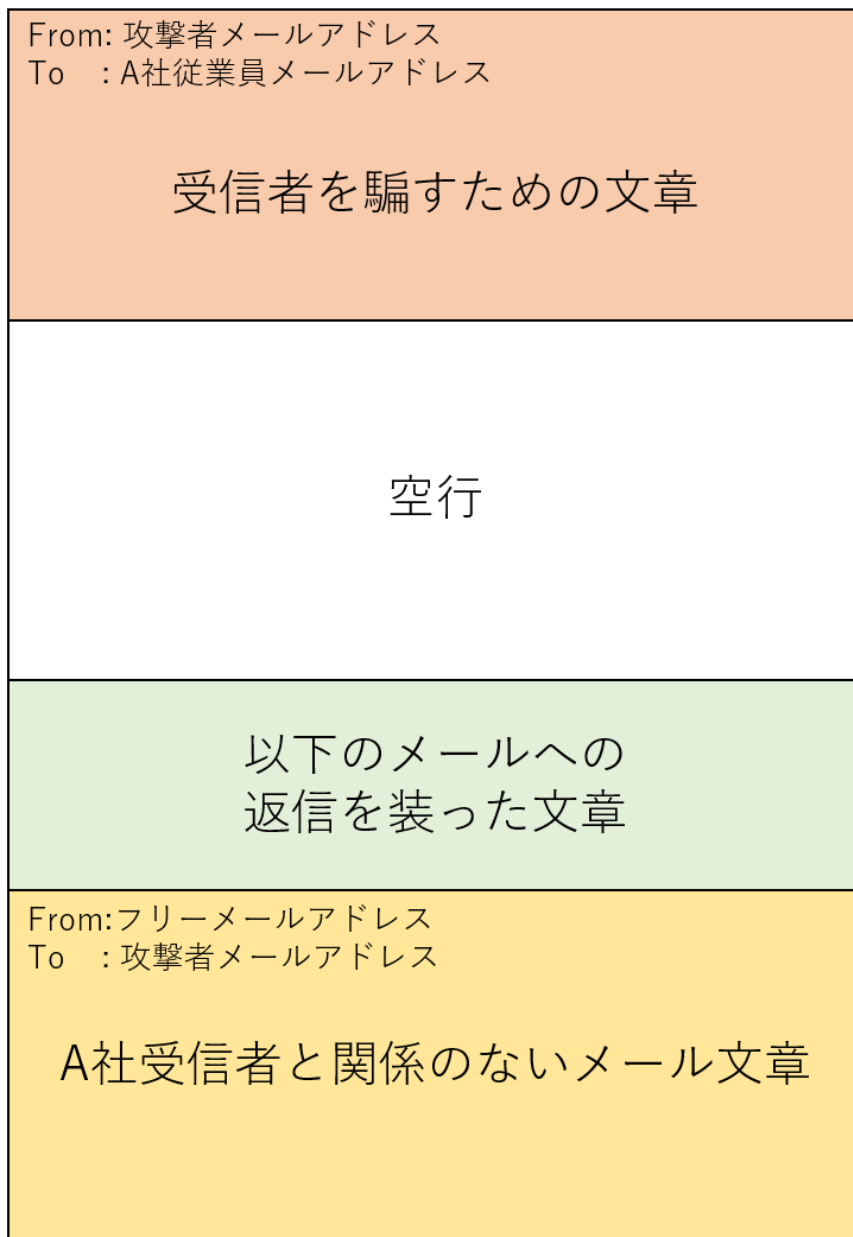 From: 攻撃者メールアドレス
To　: A社従業員メールアドレス
受信者を騙すための文章
空行
以下のメールへの
返信を装った文章
From:フリーメールアドレス
To　: 攻撃者メールアドレス
A社受信者と関係のないメール文章